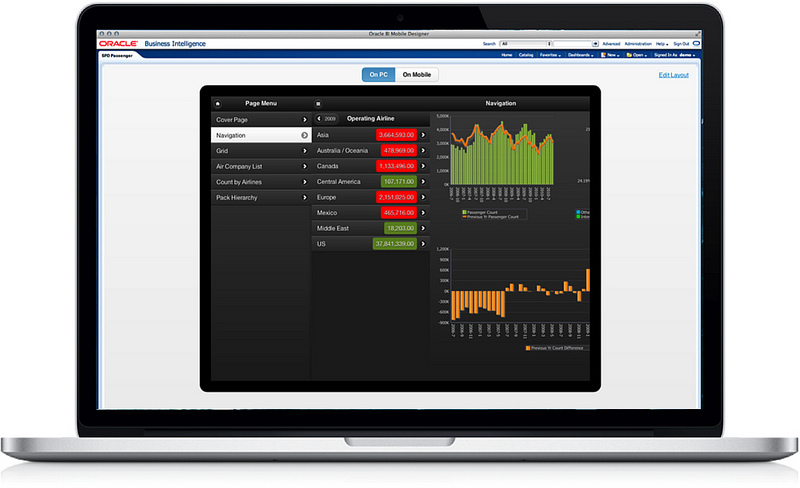 Oracle BI Mobile Designer
ORACLE Business Intelligence
Search All Advanced Administration Help Sign Out
SFO Passenger
Home Catalog Favorites Dashboards New Open Signed In As demo
On PC On Mobile
Edit Layout
Page Menu
Cover Page
Navigation
Grid
Air Company List
Count by Airlines
Pack Hierarchy
2009 Operating Airline
Asia 3,664,593.00
Australia / Oceania 478,969.00
Canada 1,133,496.00
Central America 107,171.00
Europe 2,151,825.00
Mexico 465,716.00
Middle East 18,203.00
US 37,841,339.00
Navigation
5,000K
4,000K
3,000K
2,000K
1,000K
0K
Passenger Count
Previous Yr Passenger Count
1,200K
900K
600K
300K
0K
-300K
-600K
-900K
Previous Yr Count Difference